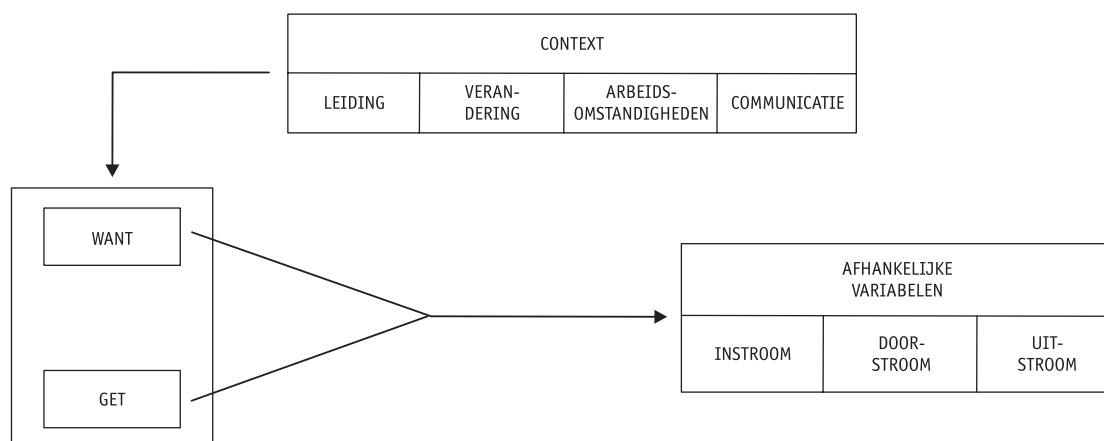 CONTEXT
LEIDING
VERAN-
DERING
ARBEIDS-
OMSTANDIGHEDEN
COMMUNICATIE
WANT
GET
AFHANKELIJKE
VARIABELEN
INSTROOM
DOOR-
STROOM
UIT-
STROOM